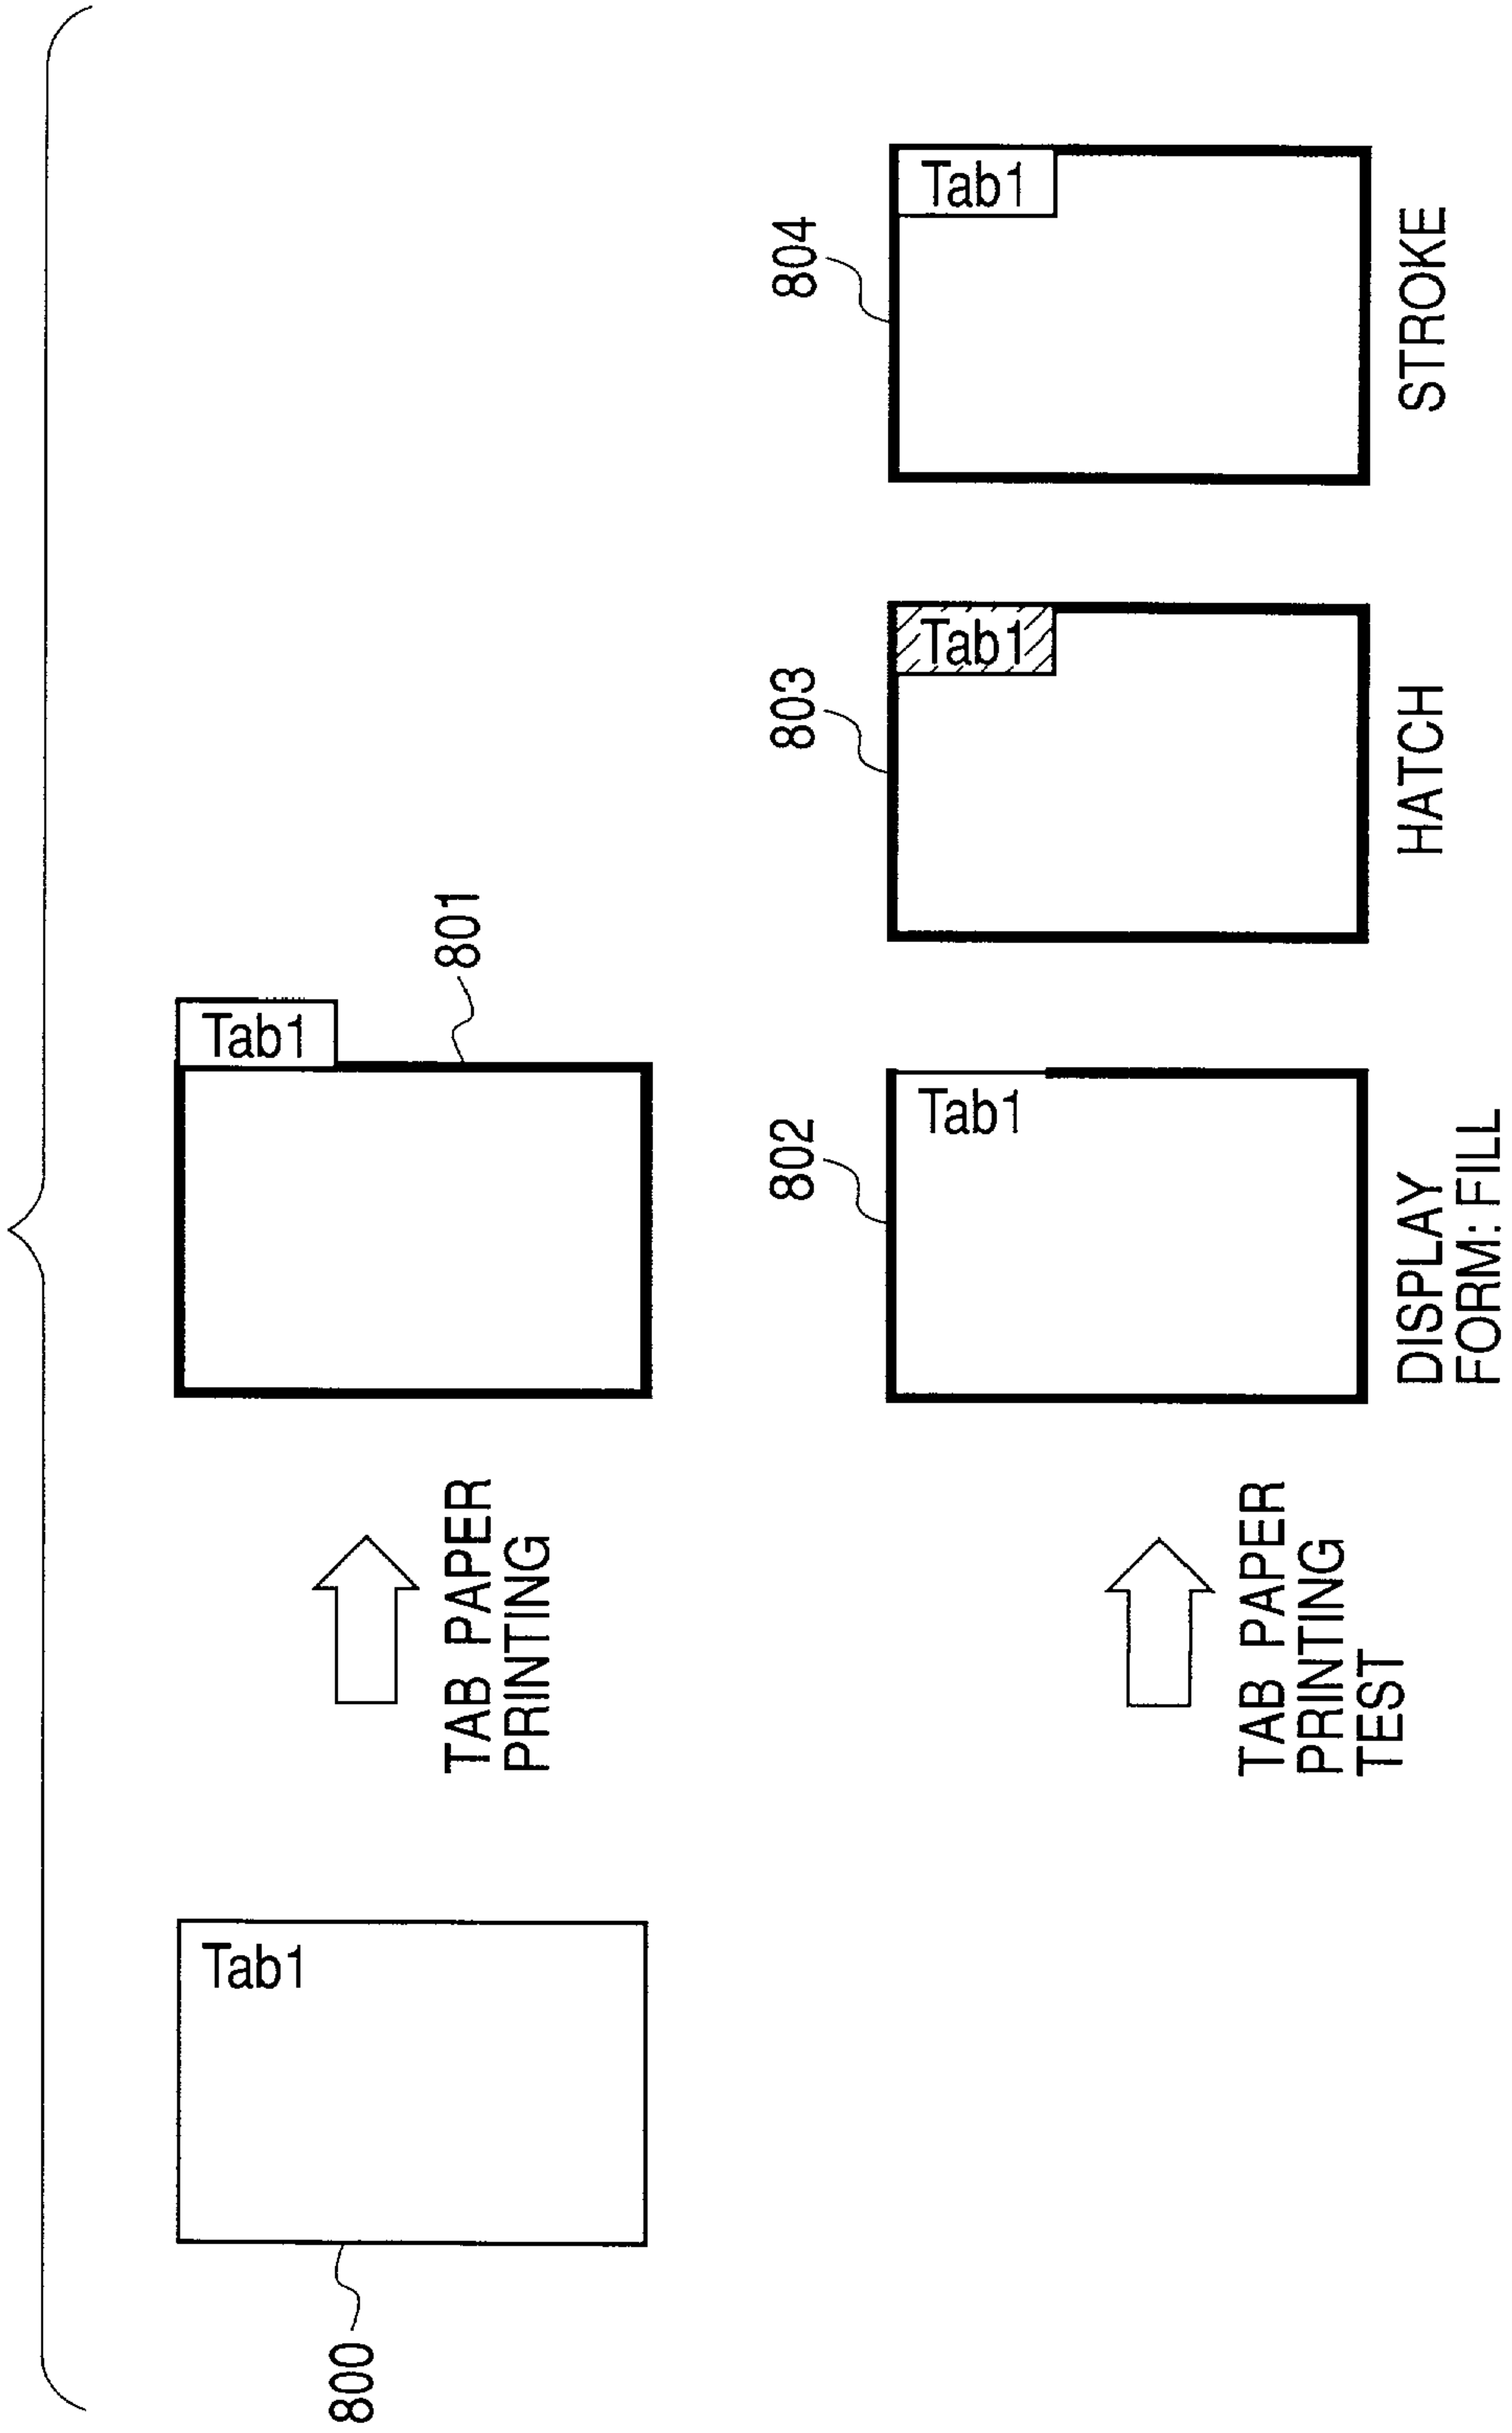 800
Tab1
TAB PAPER
PRINTING
Tab1
801
TAB PAPER
PRINTING
TEST
802
Tab1
DISPLAY
FORM: FILL
803
Tab1
HATCH
804
Tab1
STROKE